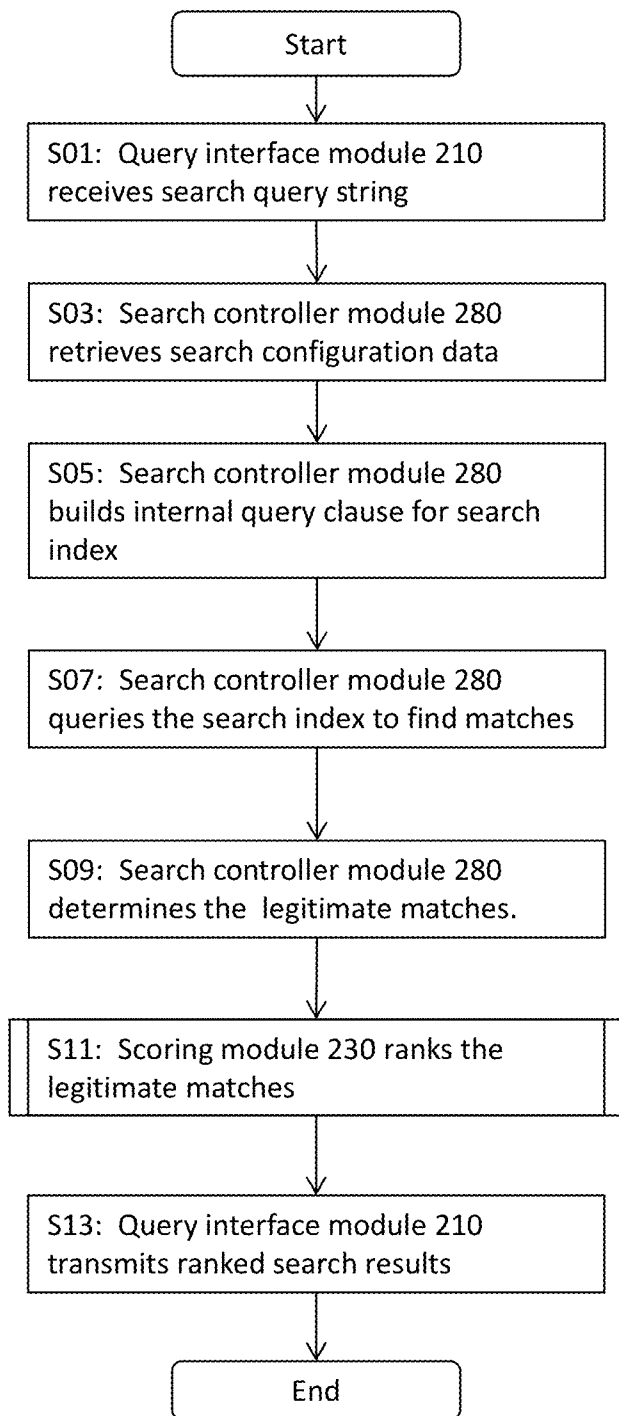 Start
S01: Query interface module 210
receives search query string
S03: Search controller module 280
retrieves search configuration data
S05: Search controller module 280
builds internal query clause for search
index
S07: Search controller module 280
queries the search index to find matches
S09: Search controller module 280
determines the legitimate matches.
S11: Scoring module 230 ranks the
legitimate matches
S13: Query interface module 210
transmits ranked search results
End